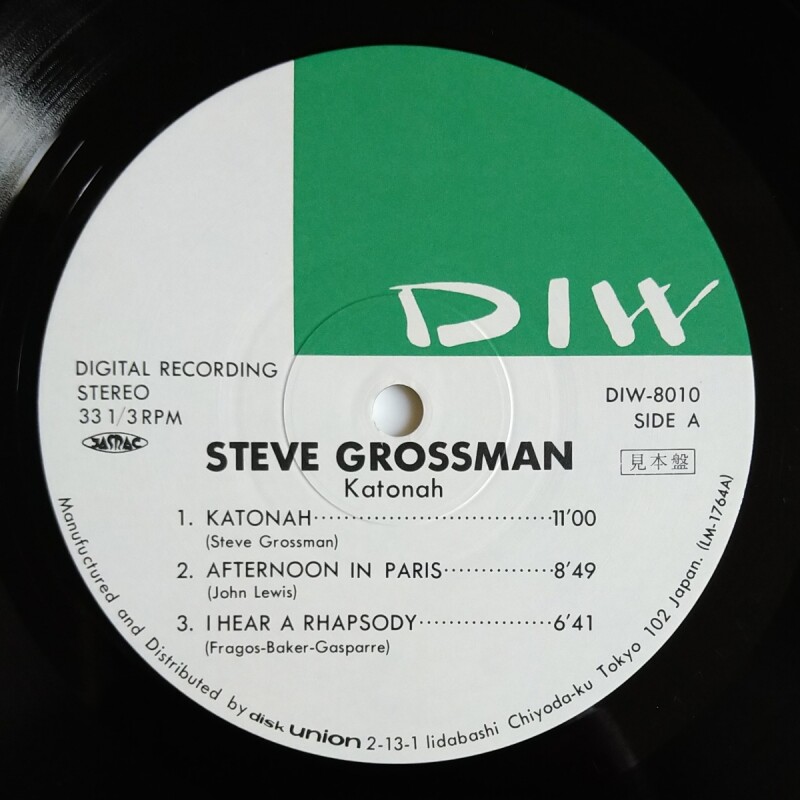 DIW
DIGITAL RECORDING
STEREO
33 1/3 RPM
JASRAC
DIW-8010
SIDE A
見本盤
STEVE GROSSMAN
Katonah
1. KATONAH··················11'00
(Steve Grossman)
2. AFTERNOON IN PARIS··················8'49
(John Lewis)
3. I HEAR A RHAPSODY··················6'41
(Fragos-Baker-Gasparre)
Manufuctured and Distributed by disk union 2-13-1 Iidabashi Chiyoda-ku Tokyo 102 Japan. (LM-1764A)